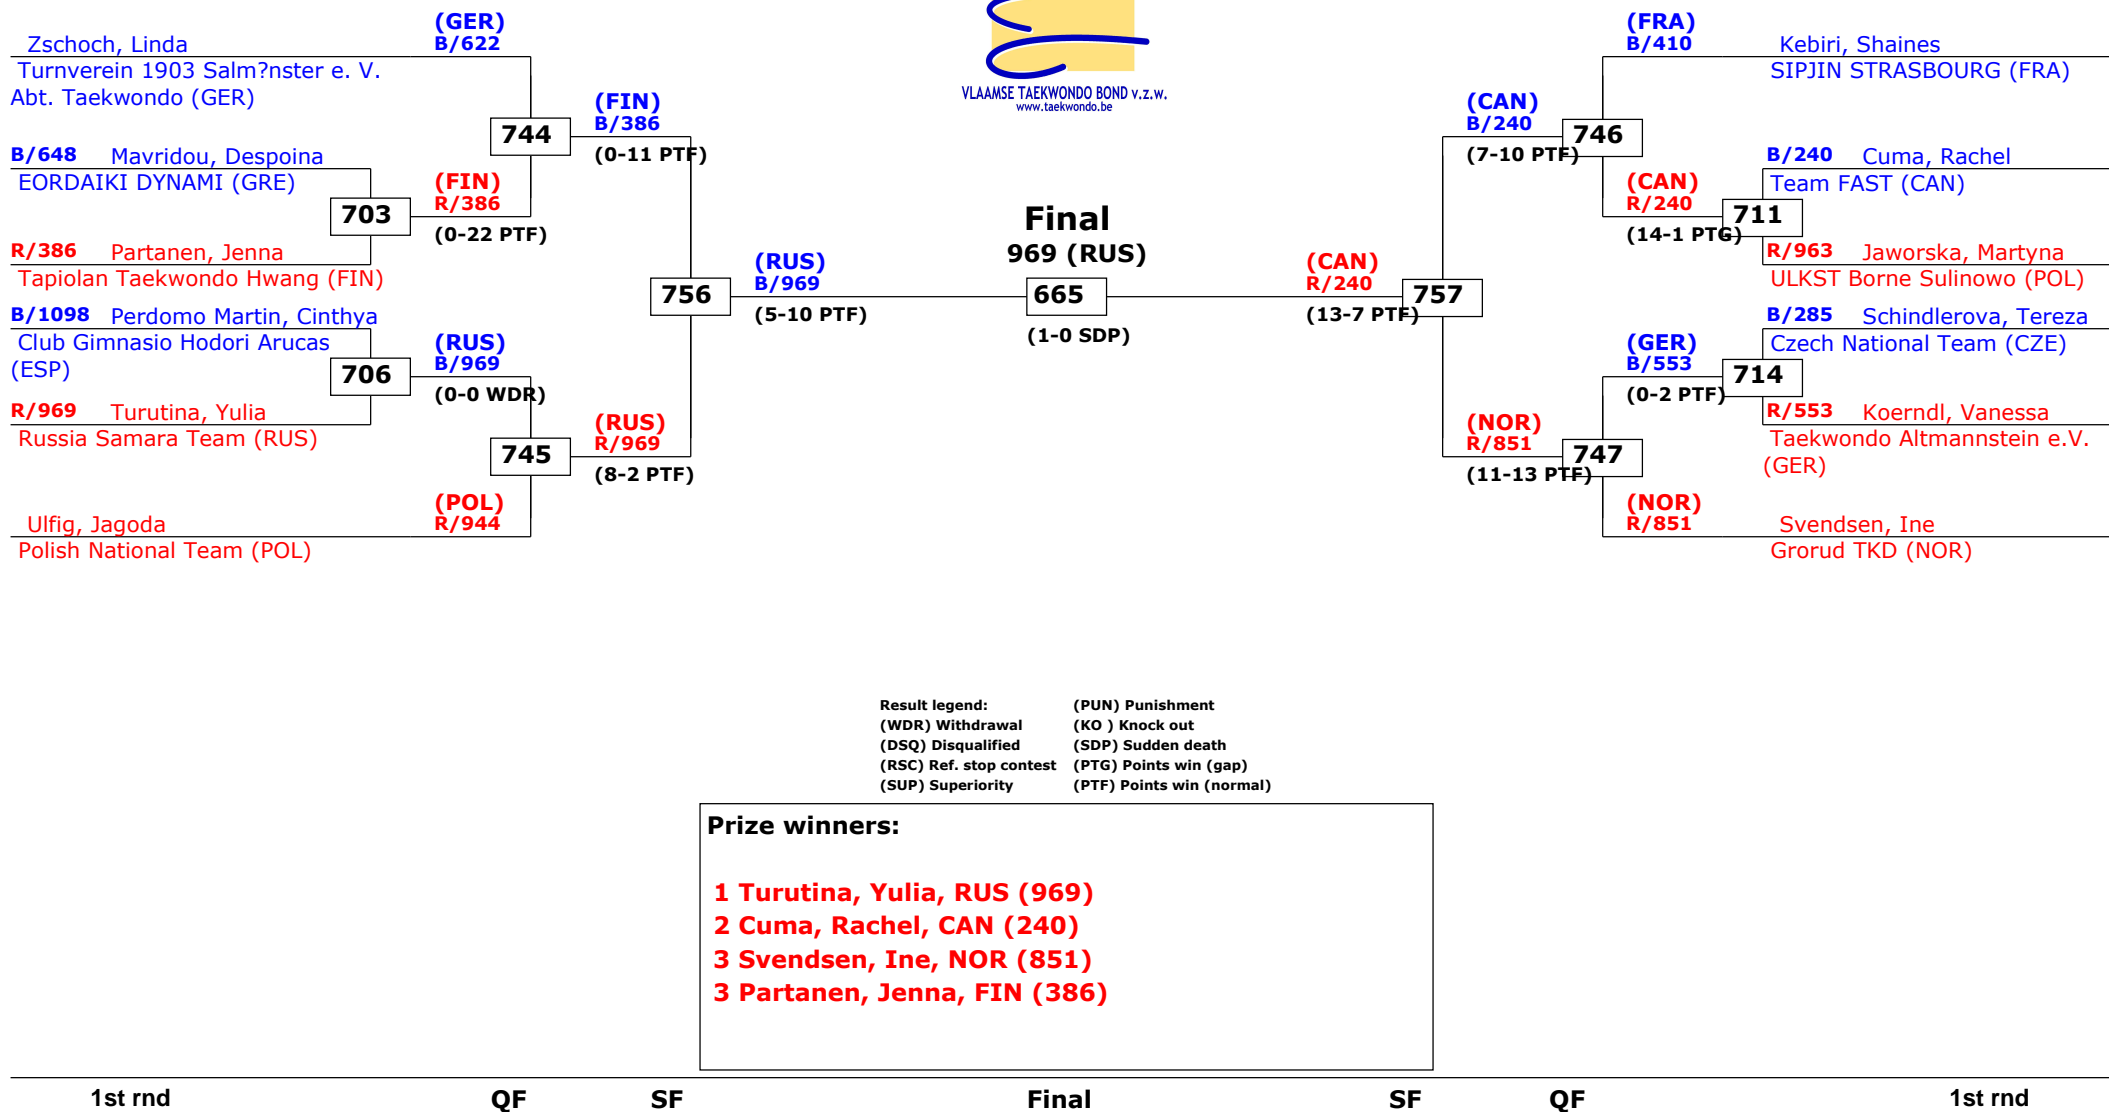 (GER)
B/622
Zschoch, Linda
Turnverein 1903 Salm?nster e. V.
Abt. Taekwondo (GER)
744
B/648 Mavridou, Despoina
EORDAIKI DYNAMI (GRE)
703
(FIN)
R/386
(0-22 PTF)
R/386 Partanen, Jenna
Tapiolan Taekwondo Hwang (FIN)
B/1098 Perdomo Martin, Cinthya
Club Gimnasio Hodori Arucas
(ESP)
706
(RUS)
B/969
(0-0 WDR)
R/969 Turutina, Yulia
Russia Samara Team (RUS)
745
(POL)
R/944
Ulfig, Jagoda
Polish National Team (POL)
(FIN)
B/386
(0-11 PTF)
756
(RUS)
R/969
(8-2 PTF)
(RUS)
B/969
(5-10 PTF)
VLAAMSE TAEKWONDO BOND v.z.w.
www.taekwondo.be
Final
969 (RUS)
665
(1-0 SDP)
(CAN)
R/240
(13-7 PTF)
757
(CAN)
B/240
(7-10 PTF)
746
(NOR)
R/851
(11-13 PTF)
747
(FRA)
B/410
Kebiri, Shaines
SIPJIN STRASBOURG (FRA)
B/240 Cuma, Rachel
Team FAST (CAN)
(CAN)
R/240
(14-1 PTG)
711
R/963 Jaworska, Martyna
ULKST Borne Sulinowo (POL)
B/285 Schindlerova, Tereza
Czech National Team (CZE)
(GER)
B/553
(0-2 PTF)
714
R/553 Koerndl, Vanessa
Taekwondo Altmannstein e.V.
(GER)
(NOR)
R/851
Svendsen, Ine
Grorud TKD (NOR)
Result legend: (PUN) Punishment
(WDR) Withdrawal (KO ) Knock out
(DSQ) Disqualified (SDP) Sudden death
(RSC) Ref. stop contest (PTG) Points win (gap)
(SUP) Superiority (PTF) Points win (normal)
Prize winners:
1 Turutina, Yulia, RUS (969)
2 Cuma, Rachel, CAN (240)
3 Svendsen, Ine, NOR (851)
3 Partanen, Jenna, FIN (386)
1st rnd QF SF Final SF QF 1st rnd